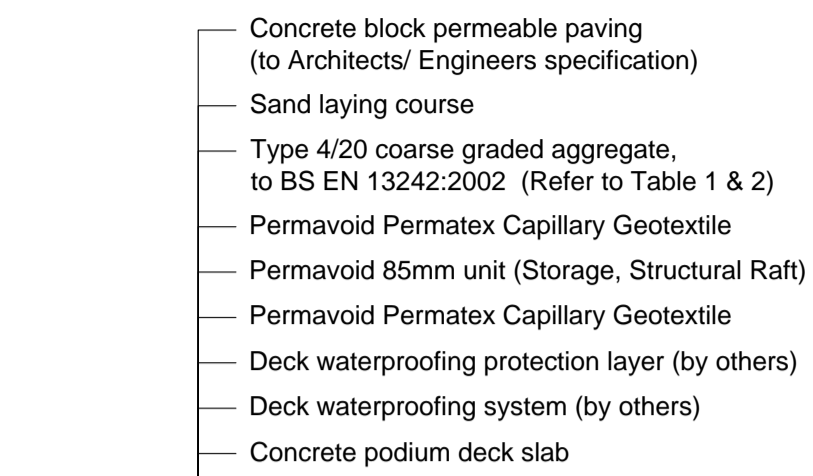 Concrete block permeable paving
(to Architects/ Engineers specification)
Sand laying course
Type 4/20 coarse graded aggregate,
to BS EN 13242:2002 (Refer to Table 1 & 2)
Permavoid Permatex Capillary Geotextile
Permavoid 85mm unit (Storage, Structural Raft)
Permavoid Permatex Capillary Geotextile
Deck waterproofing protection layer (by others)
Deck waterproofing system (by others)
Concrete podium deck slab